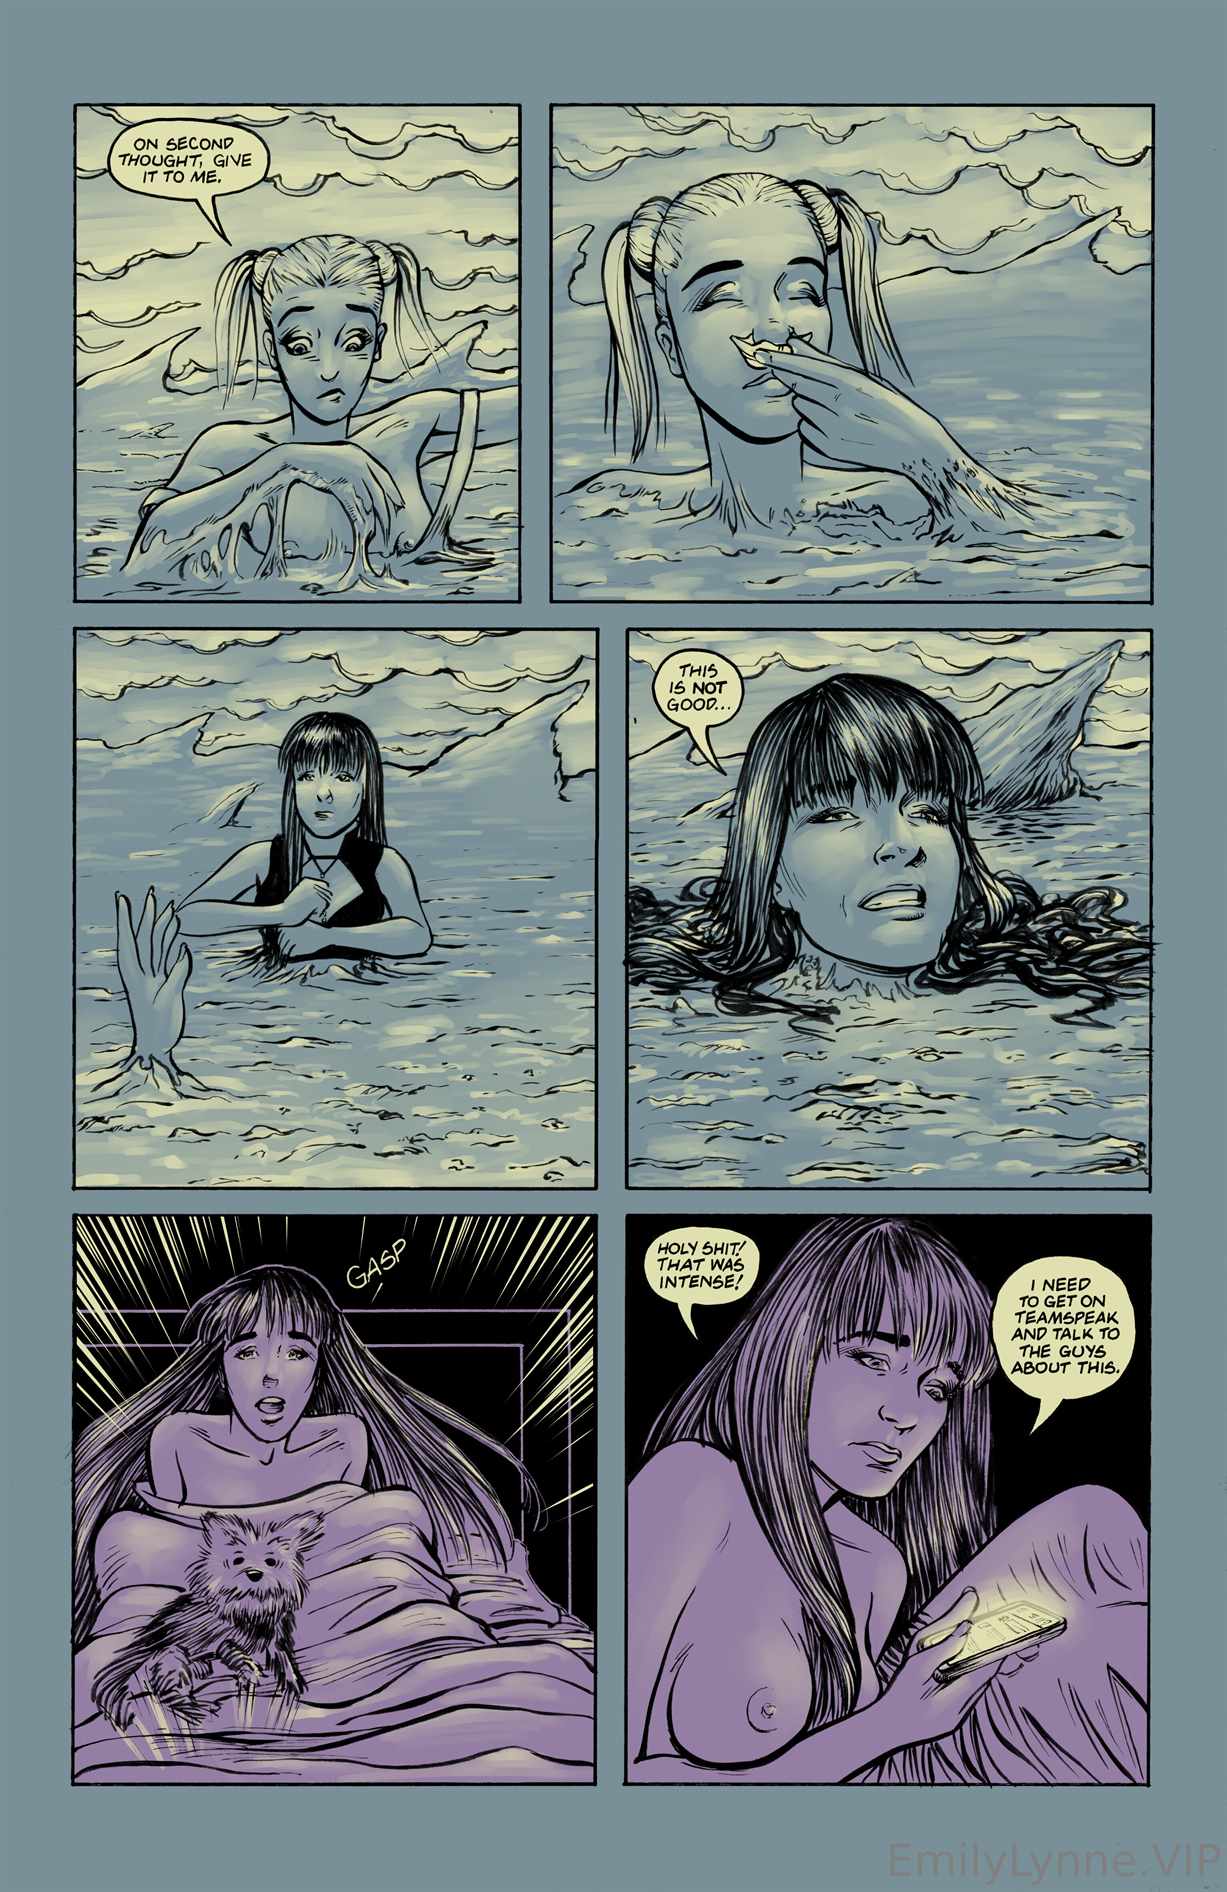 ON SECOND
THOUGHT, GIVE
IT TO ME.
THIS
IS NOT
GOOD...
GASP
HOLY SHIT!
THAT WAS
INTENSE!
I NEED
TO GET ON
TEAMSPEAK
AND TALK TO
THE GUYS
ABOUT THIS.
EmilyLynne.VIP